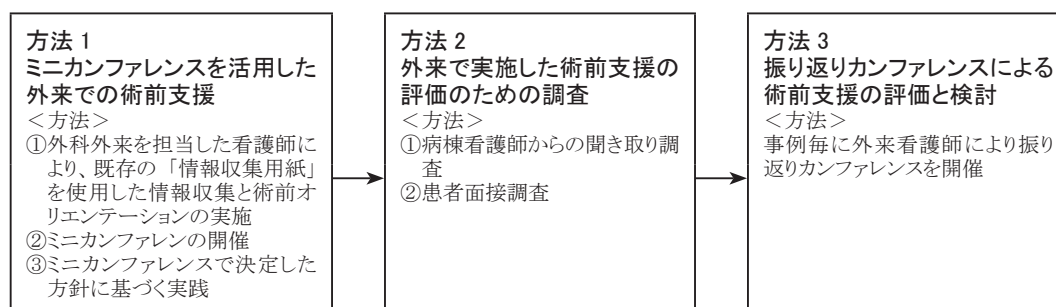 方法 1
ミニカンファレンスを活用した
外来での術前支援
＜方法＞
①外科外来を担当した看護師に
より、既存の「情報収集用紙」
を使用した情報収集と術前オ
リエンテーションの実施
②ミニカンファレンの開催
③ミニカンファレンスで決定した
方針に基づく実践
方法 2
外来で実施した術前支援の
評価のための調査
＜方法＞
①病棟看護師からの聞き取り調
査
②患者面接調査
方法 3
振り返りカンファレンスによる
術前支援の評価と検討
＜方法＞
事例毎に外来看護師により振り
返りカンファレンスを開催